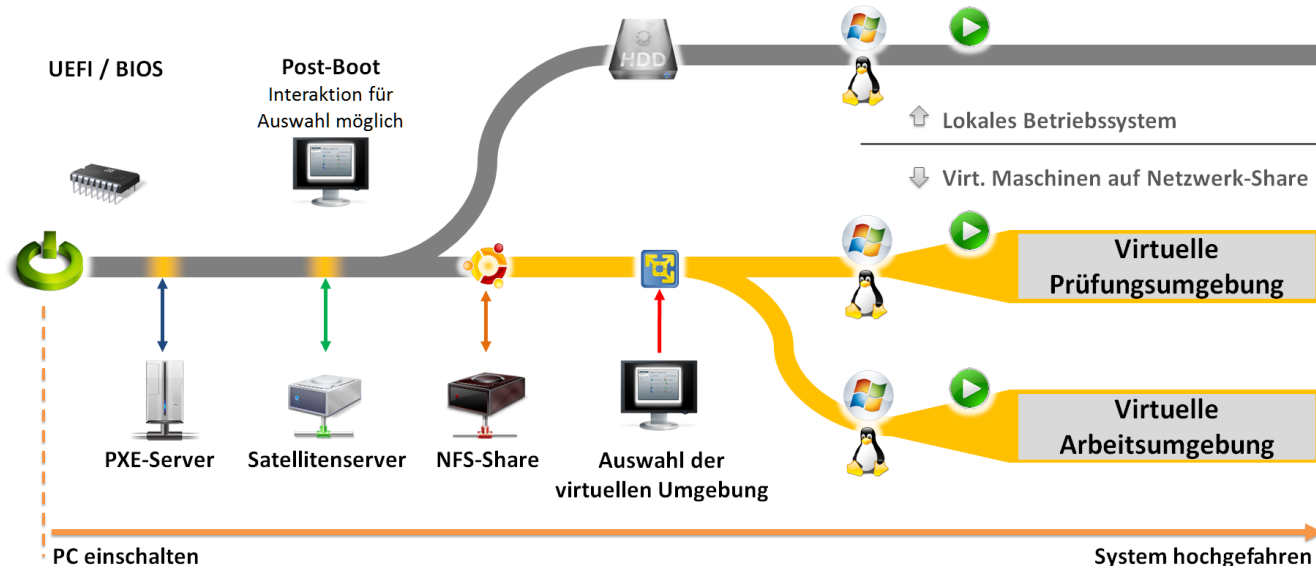 UEFI / BIOS
Post-Boot
Interaktion für
Auswahl möglich
HDD
Lokales Betriebssystem
Virt. Maschinen auf Netzwerk-Share
Virtuelle
Prüfungsumgebung
Virtuelle
Arbeitsumgebung
PXE-Server
Satellitenserver
NFS-Share
Auswahl der
virtuellen Umgebung
PC einschalten
System hochgefahren